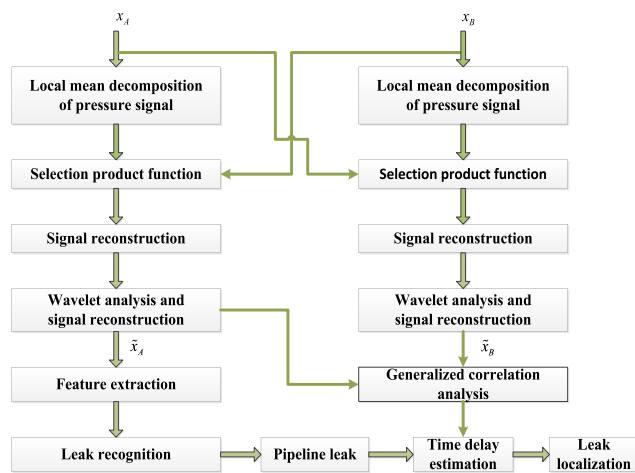 x_A
x_B
Local mean decomposition
of pressure signal
Local mean decomposition
of pressure signal
Selection product function
Selection product function
Signal reconstruction
Signal reconstruction
Wavelet analysis and
signal reconstruction
Wavelet analysis and
signal reconstruction
x̃_A
x̃_B
Feature extraction
Generalized correlation
analysis
Leak recognition
Pipeline leak
Time delay
estimation
Leak
localization